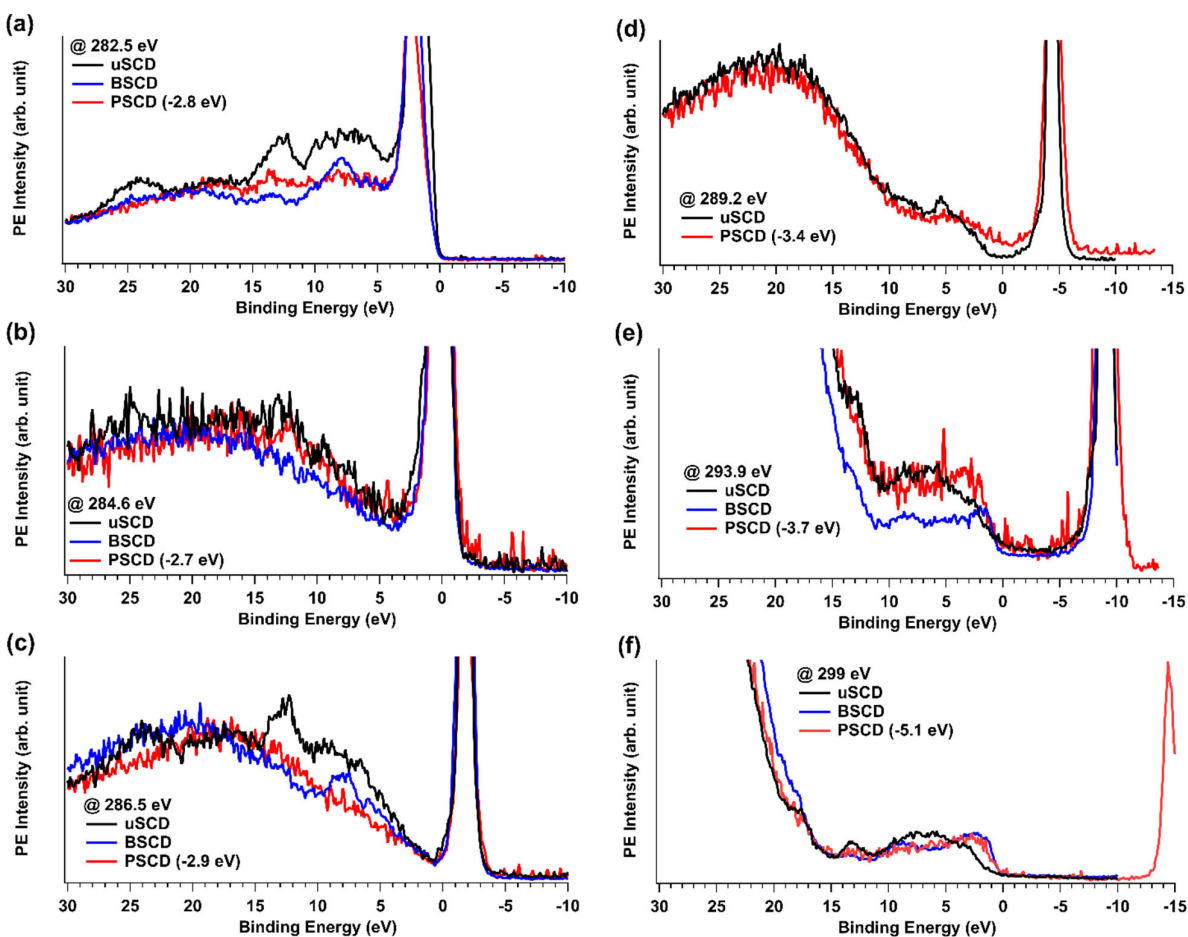 (a)
@ 282.5 eV
uSCD
BSCD
PSCD (-2.8 eV)
PE Intensity (arb. unit)
30 25 20 15 10 5 0 -5 -10
Binding Energy (eV)
(b)
@ 284.6 eV
uSCD
BSCD
PSCD (-2.7 eV)
PE Intensity (arb. unit)
30 25 20 15 10 5 0 -5 -10
Binding Energy (eV)
(c)
@ 286.5 eV
uSCD
BSCD
PSCD (-2.9 eV)
PE Intensity (arb. unit)
30 25 20 15 10 5 0 -5 -10
Binding Energy (eV)
(d)
@ 289.2 eV
uSCD
PSCD (-3.4 eV)
PE Intensity (arb. unit)
30 25 20 15 10 5 0 -5 -10 -15
Binding Energy (eV)
(e)
@ 293.9 eV
uSCD
BSCD
PSCD (-3.7 eV)
PE Intensity (arb. unit)
30 25 20 15 10 5 0 -5 -10 -15
Binding Energy (eV)
(f)
@ 299 eV
uSCD
BSCD
PSCD (-5.1 eV)
PE Intensity (arb. unit)
30 25 20 15 10 5 0 -5 -10 -15
Binding Energy (eV)